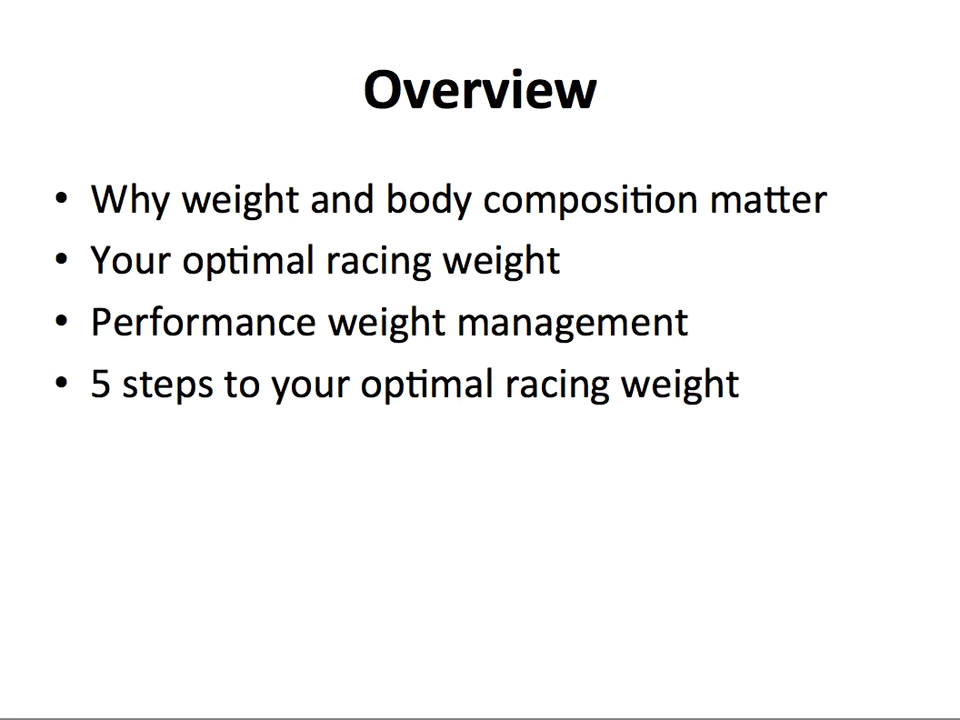 Overview
• Why weight and body composition matter
• Your optimal racing weight
• Performance weight management
• 5 steps to your optimal racing weight